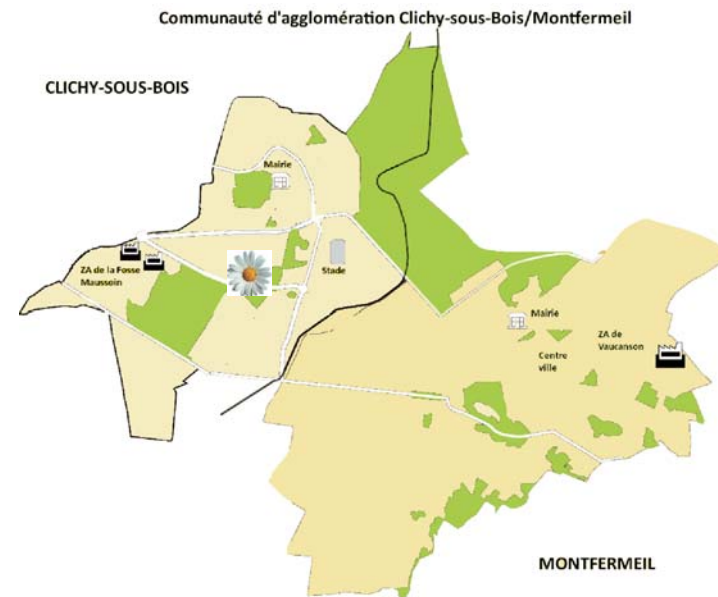 Communauté d'agglomération Clichy-sous-Bois/Montfermeil
CLICHY-SOUS-BOIS
Mairie
ZA de la Fosse
Maussoin
Stade
Mairie
ZA de
Vaucanson
Centre
ville
MONTFERMEIL